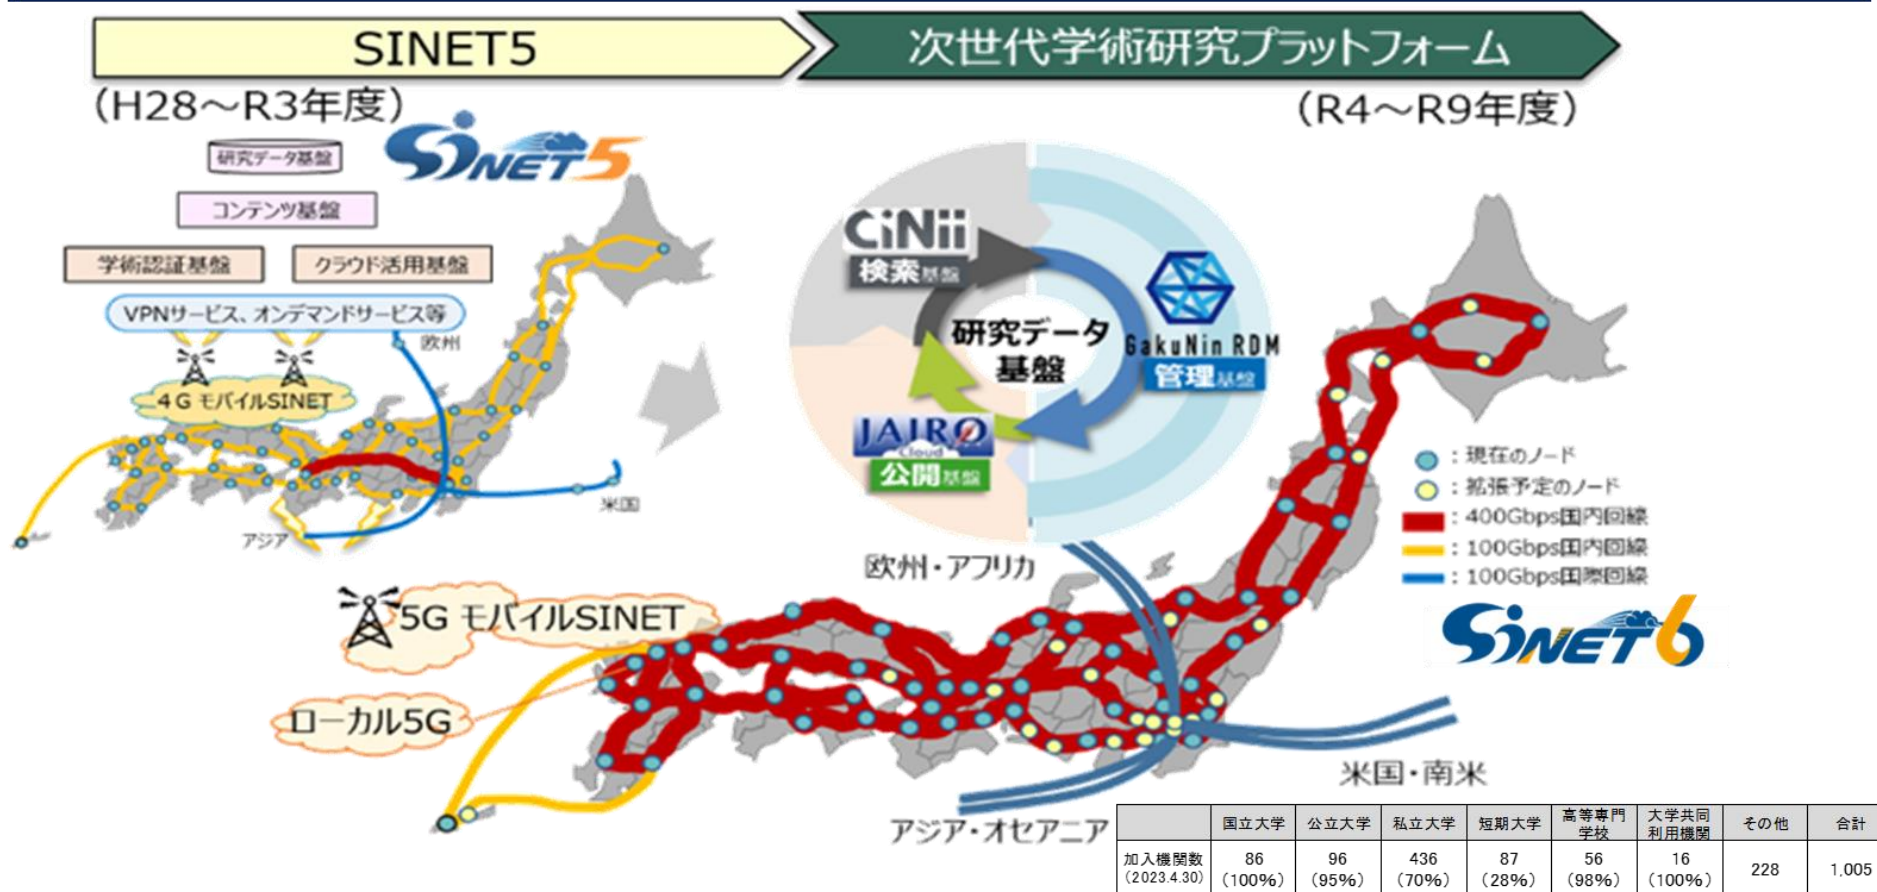 SINET5
次世代学術研究プラットフォーム
（H28～R3年度）
（R4～R9年度）
SiNET5
研究データ基盤
コンテンツ基盤
学術認証基盤
クラウド活用基盤
VPNサービス、オンデマンドサービス等
欧州
4G モバイルSINET
アジア
米国
CiNii
検索基盤
研究データ
基盤
GakuNin RDM
管理基盤
JAIRO
Cloud
公開基盤
欧州・アフリカ
：現在のノード
：拡張予定のノード
：400Gbps国内回線
：100Gbps国内回線
：100Gbps国際回線
SiNET6
5G モバイルSINET
ローカル5G
米国・南米
アジア・オセアニア
国立大学 公立大学 私立大学 短期大学 高等専門学校 大学共同利用機関 その他 合計
加入機関数 86 96 436 87 56 16 228 1,005
（2023.4.30） （100%） （95%） （70%） （28%） （98%） （100%）